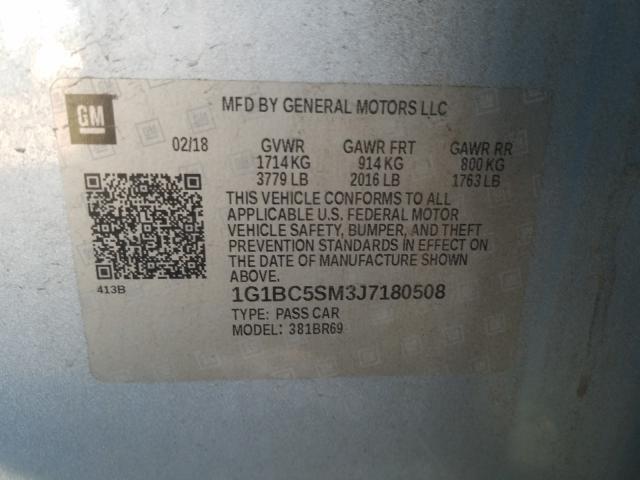 GM
MFD BY GENERAL MOTORS LLC
02/18 GVWR GAWR FRT GAWR RR
1714 KG 914 KG 800 KG
3779 LB 2016 LB 1763 LB
THIS VEHICLE CONFORMS TO ALL
APPLICABLE U.S. FEDERAL MOTOR
VEHICLE SAFETY, BUMPER, AND THEFT
PREVENTION STANDARDS IN EFFECT ON
THE DATE OF MANUFACTURE SHOWN
ABOVE.
413B
1G1BC5SM3J7180508
TYPE: PASS CAR
MODEL: 381BR69